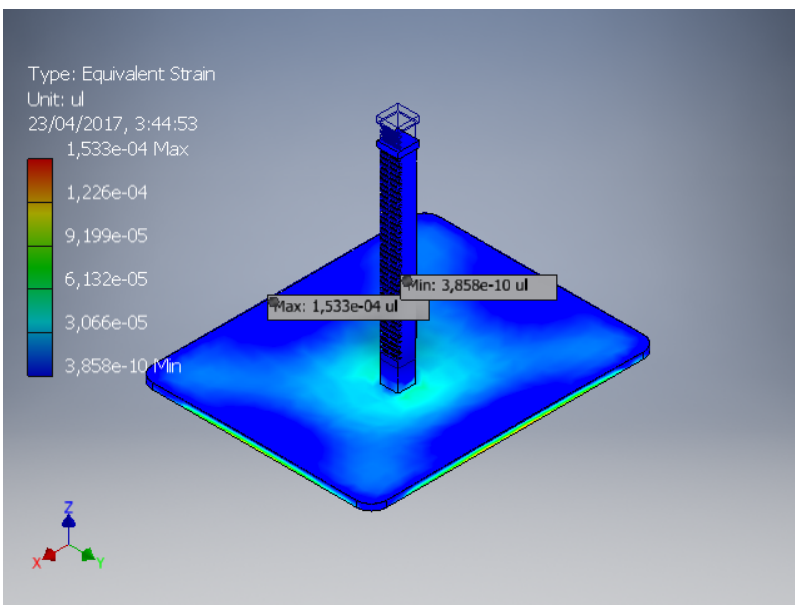 Type: Equivalent Strain
Unit: ul
23/04/2017, 3:44:53
1,533e-04 Max
1,226e-04
9,199e-05
6,132e-05
3,066e-05
3,858e-10 Min
Min: 3,858e-10 ul
Max: 1,533e-04 ul
Z
X
Y